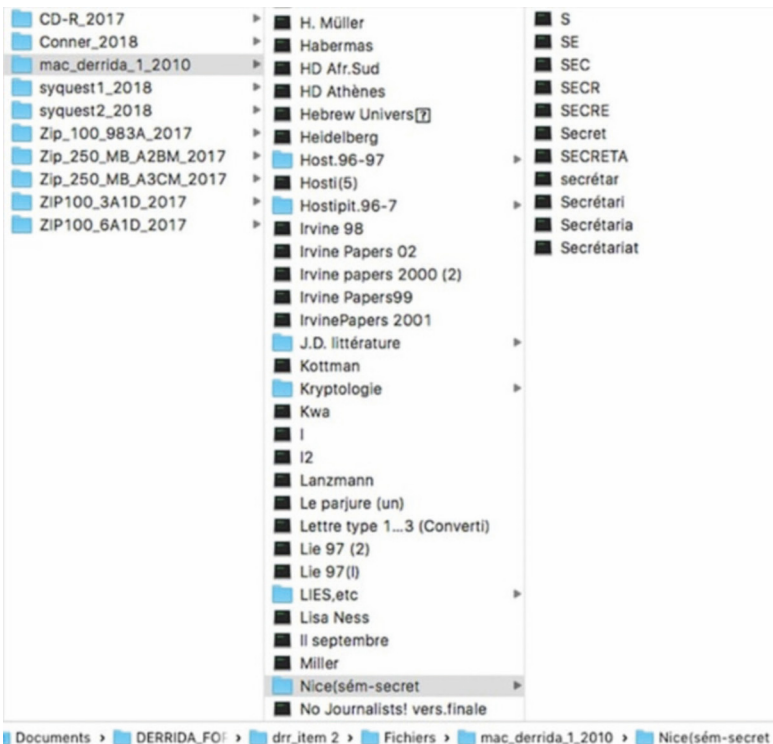 CD-R_2017
Conner_2018
mac_derrida_1_2010
syquest1_2018
syquest2_2018
Zip_100_983A_2017
Zip_250_MB_A2BM_2017
Zip_250_MB_A3CM_2017
ZIP100_3A1D_2017
ZIP100_6A1D_2017
H. Müller
Habermas
HD Afr.Sud
HD Athènes
Hebrew Univers
Heidelberg
Host.96-97
Hosti(5)
Hostipit.96-7
Irvine 98
Irvine Papers 02
Irvine papers 2000 (2)
Irvine Papers99
IrvinePapers 2001
J.D. littérature
Kottman
Kryptologie
Kwa
l
l2
Lanzmann
Le parjure (un)
Lettre type 1...3 (Converti)
Lie 97 (2)
Lie 97(l)
LIES,etc
Lisa Ness
ll septembre
Miller
Nice(sém-secret
No Journalists! vers.finale
S
SE
SEC
SECR
SECRE
Secret
SECRETA
secrétar
Secrétari
Secrétaria
Secrétariat
Documents › DERRIDA_FOR › drr_item 2 › Fichiers › mac_derrida_1_2010 › Nice(sém-secret